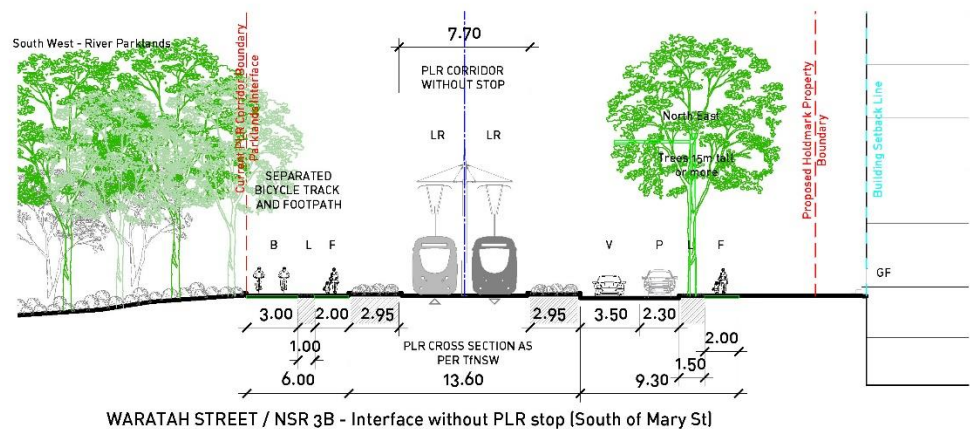 South West - River Parklands
Current PLR Corridor Boundary
Parklands Interface
7.70
PLR CORRIDOR
WITHOUT STOP
LR
LR
SEPARATED
BICYCLE TRACK
AND FOOTPATH
B
L
F
North East
Trees 15m tall
or more
V
P
L
F
Proposed Holdmark Property
Boundary
Building Setback Line
GF
3.00
2.00
2.95
2.95
3.50
2.30
2.00
1.00
PLR CROSS SECTION AS
PER TfNSW
1.50
6.00
13.60
9.30
WARATAH STREET / NSR 3B - Interface without PLR stop (South of Mary St)